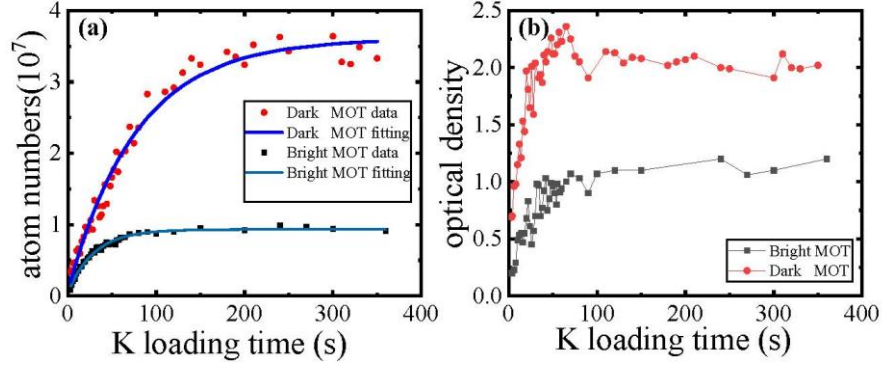 (a)
atom numbers(10^7)
4
3
2
1
0
Dark MOT data
Dark MOT fitting
Bright MOT data
Bright MOT fitting
0 100 200 300 400
K loading time (s)
(b)
optical density
2.5
2.0
1.5
1.0
0.5
0.0
Bright MOT
Dark MOT
0 100 200 300 400
K loading time (s)